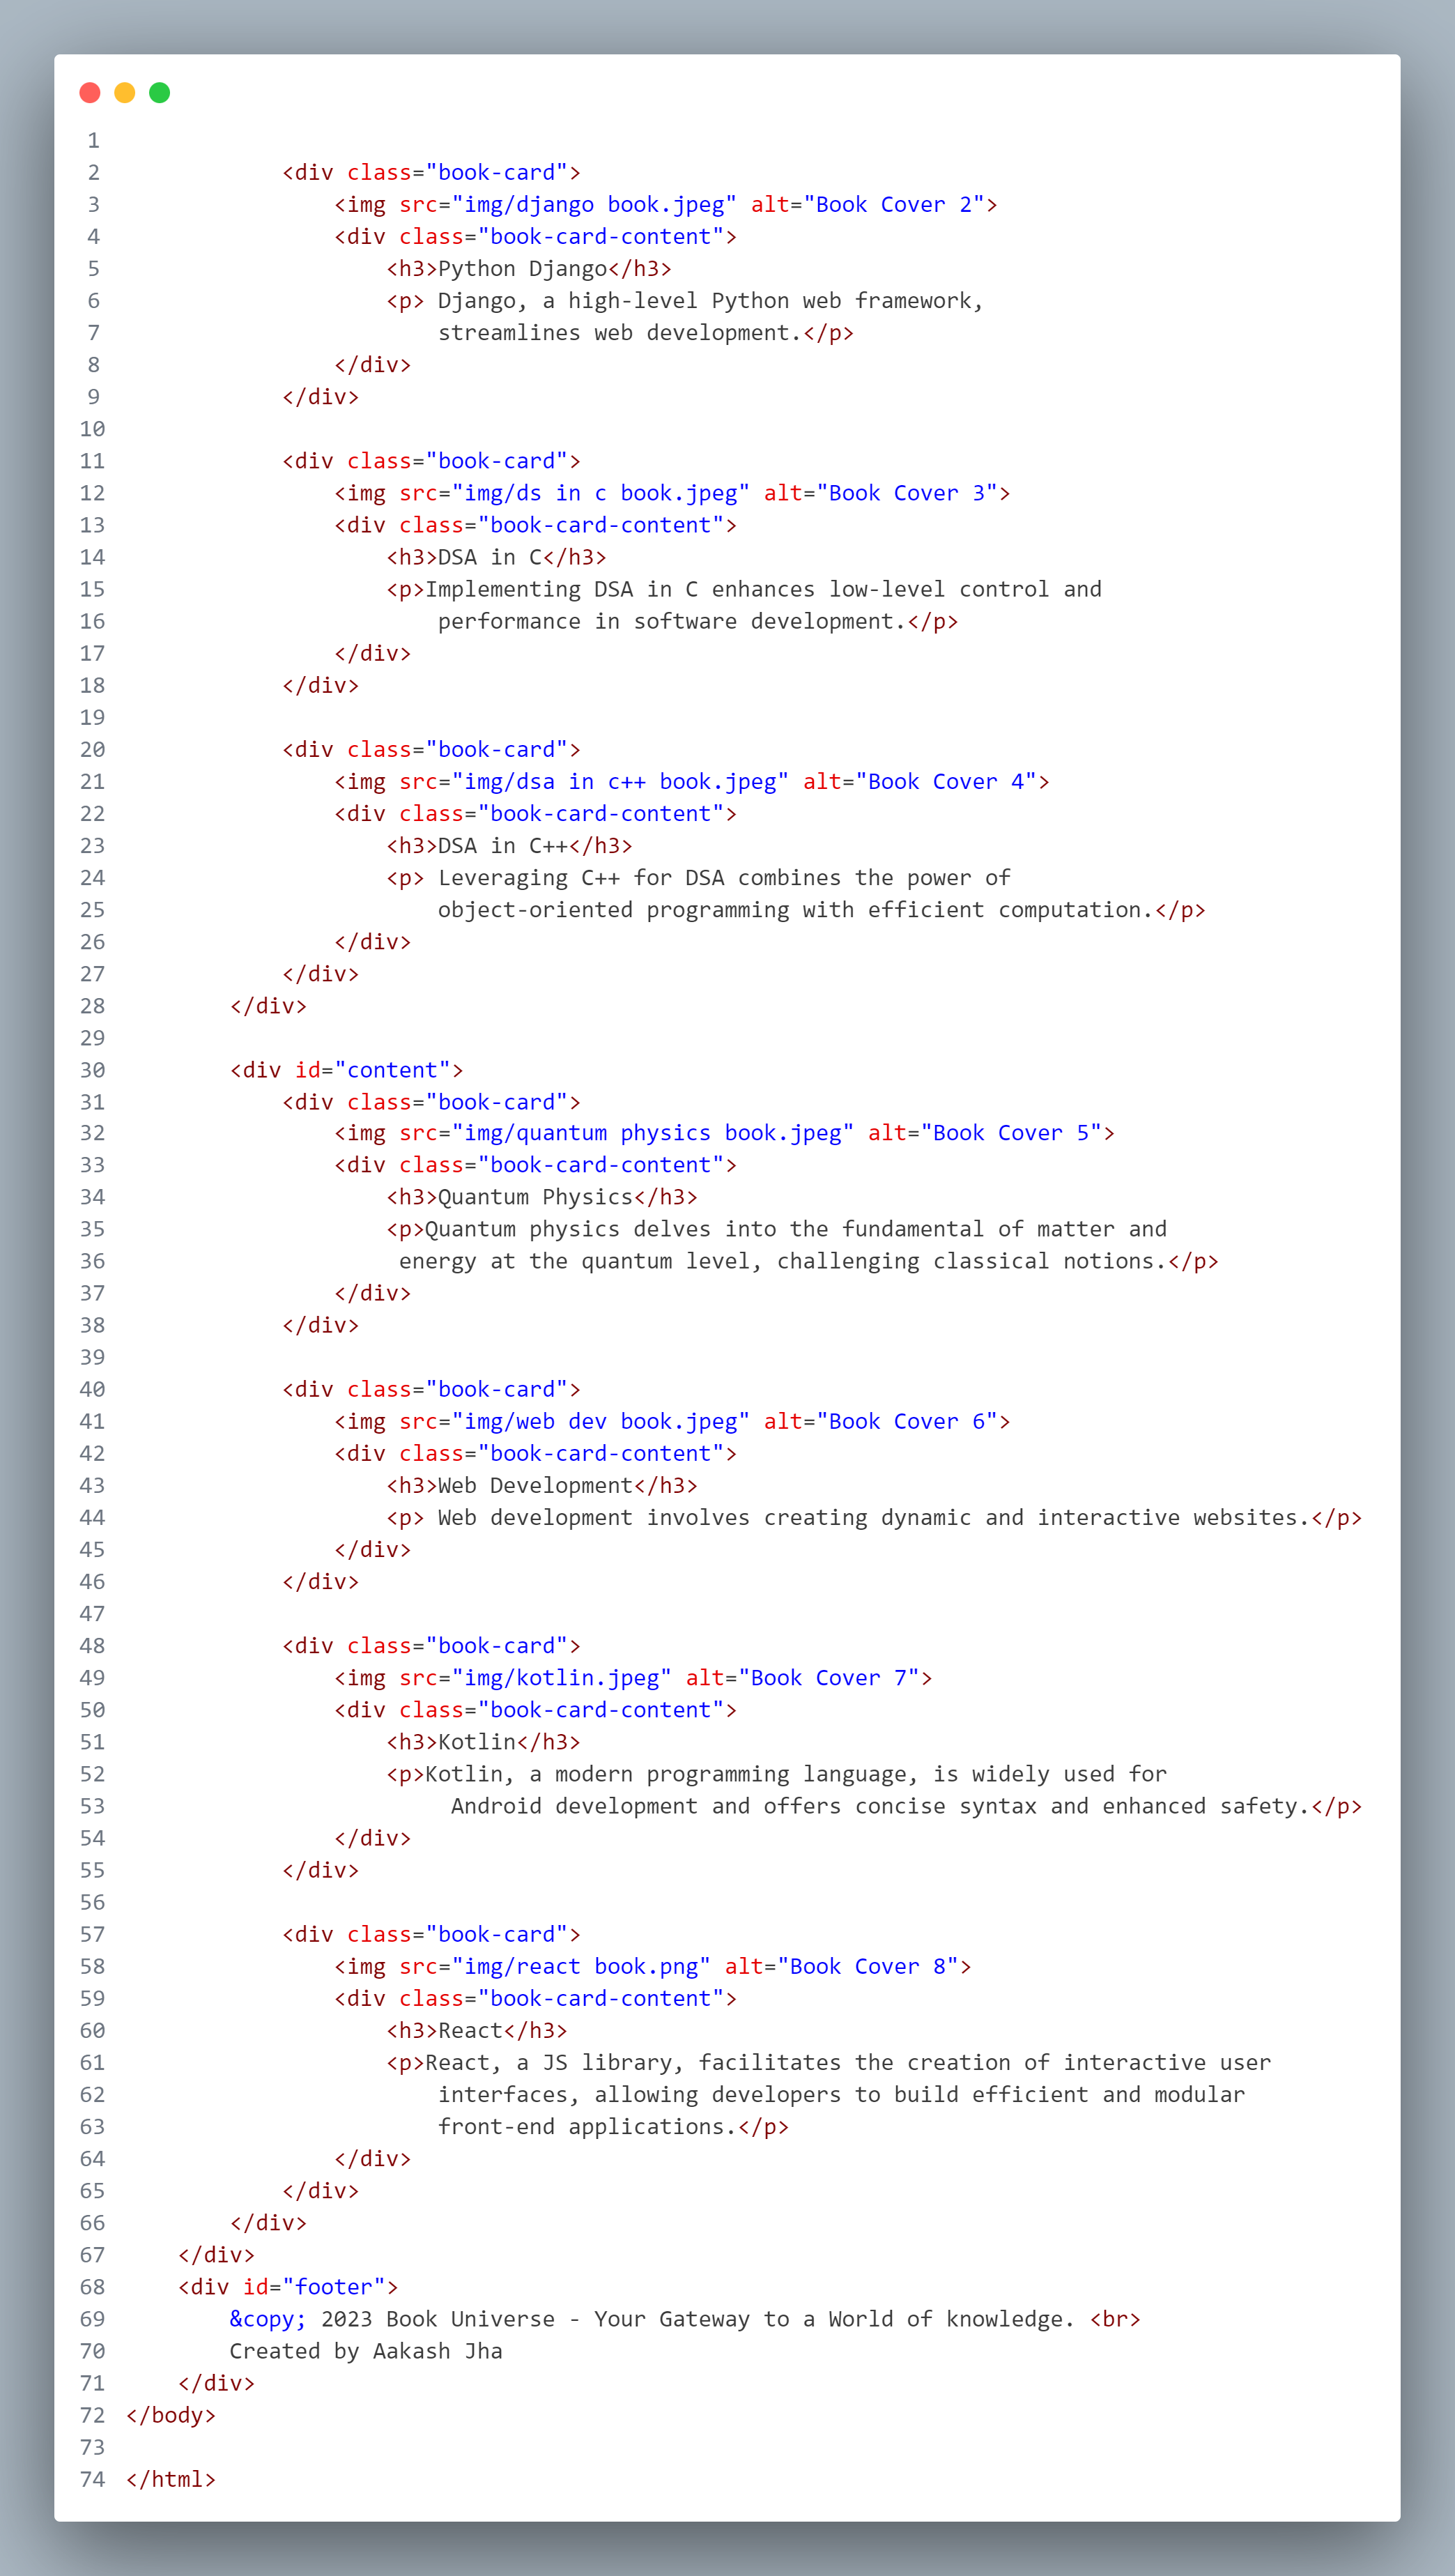 1
2             <div class="book-card">
3                 <img src="img/django book.jpeg" alt="Book Cover 2">
4                 <div class="book-card-content">
5                     <h3>Python Django</h3>
6                     <p> Django, a high-level Python web framework,
7                         streamlines web development.</p>
8                 </div>
9             </div>
10
11             <div class="book-card">
12                 <img src="img/ds in c book.jpeg" alt="Book Cover 3">
13                 <div class="book-card-content">
14                     <h3>DSA in C</h3>
15                     <p>Implementing DSA in C enhances low-level control and
16                         performance in software development.</p>
17                 </div>
18             </div>
19
20             <div class="book-card">
21                 <img src="img/dsa in c++ book.jpeg" alt="Book Cover 4">
22                 <div class="book-card-content">
23                     <h3>DSA in C++</h3>
24                     <p> Leveraging C++ for DSA combines the power of
25                         object-oriented programming with efficient computation.</p>
26                 </div>
27             </div>
28         </div>
29
30         <div id="content">
31             <div class="book-card">
32                 <img src="img/quantum physics book.jpeg" alt="Book Cover 5">
33                 <div class="book-card-content">
34                     <h3>Quantum Physics</h3>
35                     <p>Quantum physics delves into the fundamental of matter and
36                      energy at the quantum level, challenging classical notions.</p>
37                 </div>
38             </div>
39
40             <div class="book-card">
41                 <img src="img/web dev book.jpeg" alt="Book Cover 6">
42                 <div class="book-card-content">
43                     <h3>Web Development</h3>
44                     <p> Web development involves creating dynamic and interactive websites.</p>
45                 </div>
46             </div>
47
48             <div class="book-card">
49                 <img src="img/kotlin.jpeg" alt="Book Cover 7">
50                 <div class="book-card-content">
51                     <h3>Kotlin</h3>
52                     <p>Kotlin, a modern programming language, is widely used for
53                          Android development and offers concise syntax and enhanced safety.</p>
54                 </div>
55             </div>
56
57             <div class="book-card">
58                 <img src="img/react book.png" alt="Book Cover 8">
59                 <div class="book-card-content">
60                     <h3>React</h3>
61                     <p>React, a JS library, facilitates the creation of interactive user
62                         interfaces, allowing developers to build efficient and modular
63                         front-end applications.</p>
64                 </div>
65             </div>
66         </div>
67     </div>
68     <div id="footer">
69         &copy; 2023 Book Universe - Your Gateway to a World of knowledge. <br>
70         Created by Aakash Jha
71     </div>
72 </body>
73
74 </html>